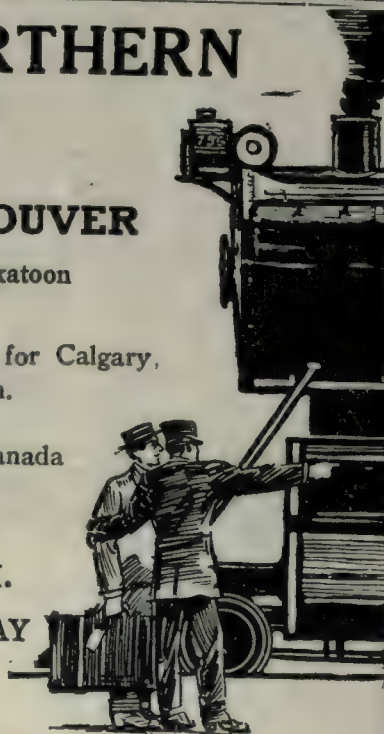 RTHERN
OUVER
katoon
for Calgary,
n.
anada
.
AY